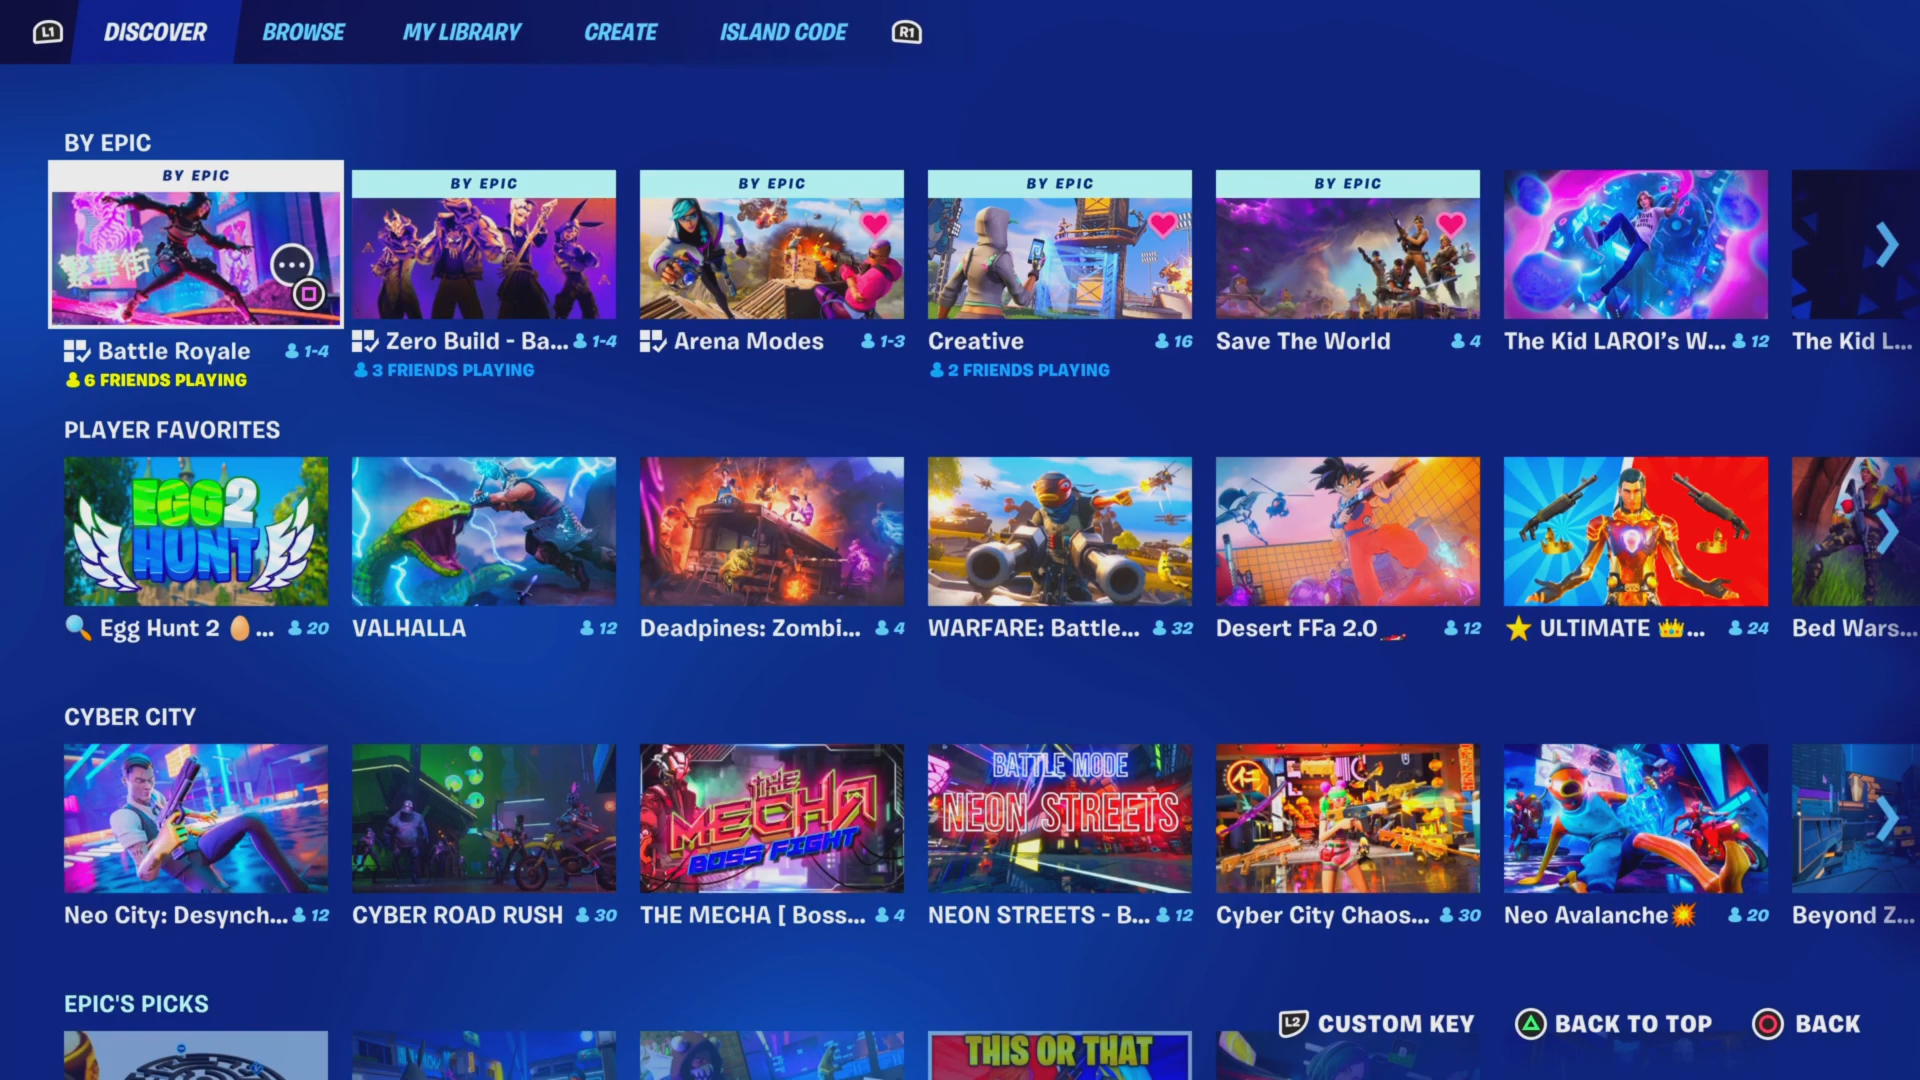 L1 DISCOVER BROWSE MY LIBRARY CREATE ISLAND CODE R1
BY EPIC
BY EPIC BY EPIC BY EPIC BY EPIC BY EPIC
繁華街
Battle Royale 1-4 Zero Build - Ba... 1-4 Arena Modes 1-3 Creative 16 Save The World 4 The Kid LAROI's W... 12 The Kid L...
6 FRIENDS PLAYING 3 FRIENDS PLAYING 2 FRIENDS PLAYING
PLAYER FAVORITES
EGG 2
HUNT
🔍 Egg Hunt 2 🥚... 20 VALHALLA 12 Deadpines: Zombi... 4 WARFARE: Battle... 32 Desert FFa 2.0 12 ⭐ ULTIMATE 👑... 24 Bed Wars...
CYBER CITY
THE
MECHA
BOSS FIGHT
BATTLE MODE
NEON STREETS
Neo City: Desynch... 12 CYBER ROAD RUSH 30 THE MECHA [ Boss... 4 NEON STREETS - B... 12 Cyber City Chaos... 30 Neo Avalanche💥 20 Beyond Z...
EPIC'S PICKS
THIS OR THAT
L2 CUSTOM KEY BACK TO TOP BACK